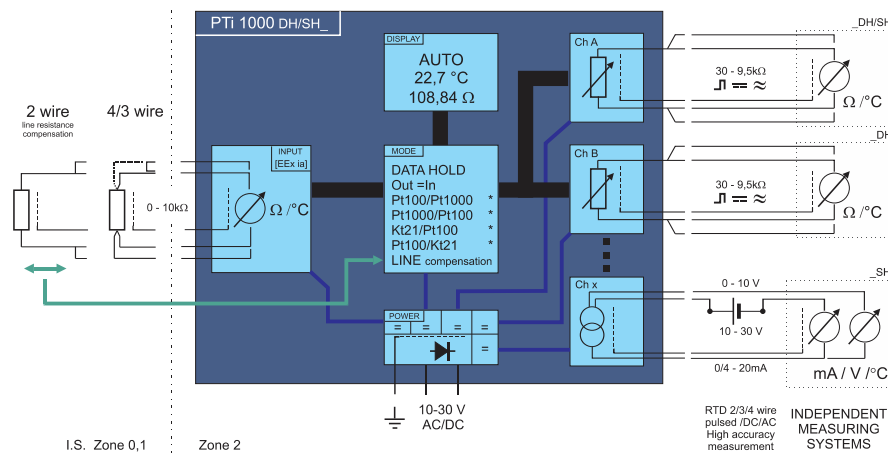 PTi 1000 DH/SH_
DISPLAY
AUTO
22,7 °C
108,84 Ω
Ch A
_DH/SH
30 - 9,5kΩ
Ω /°C
2 wire
line resistance
compensation
4/3 wire
0 - 10kΩ
INPUT
[EEx ia]
Ω /°C
MODE
DATA HOLD
Out =In
Pt100/Pt1000 *
Pt1000/Pt100 *
Kt21/Pt100 *
Pt100/Kt21 *
LINE compensation
Ch B
_DH
30 - 9,5kΩ
Ω /°C
Ch x
_SH
0 - 10 V
10 - 30 V
0/4 - 20mA
mA / V /°C
POWER
= = = =
=
10-30 V
AC/DC
RTD 2/3/4 wire
pulsed /DC/AC
High accuracy
measurement
INDEPENDENT
MEASURING
SYSTEMS
I.S. Zone 0,1
Zone 2